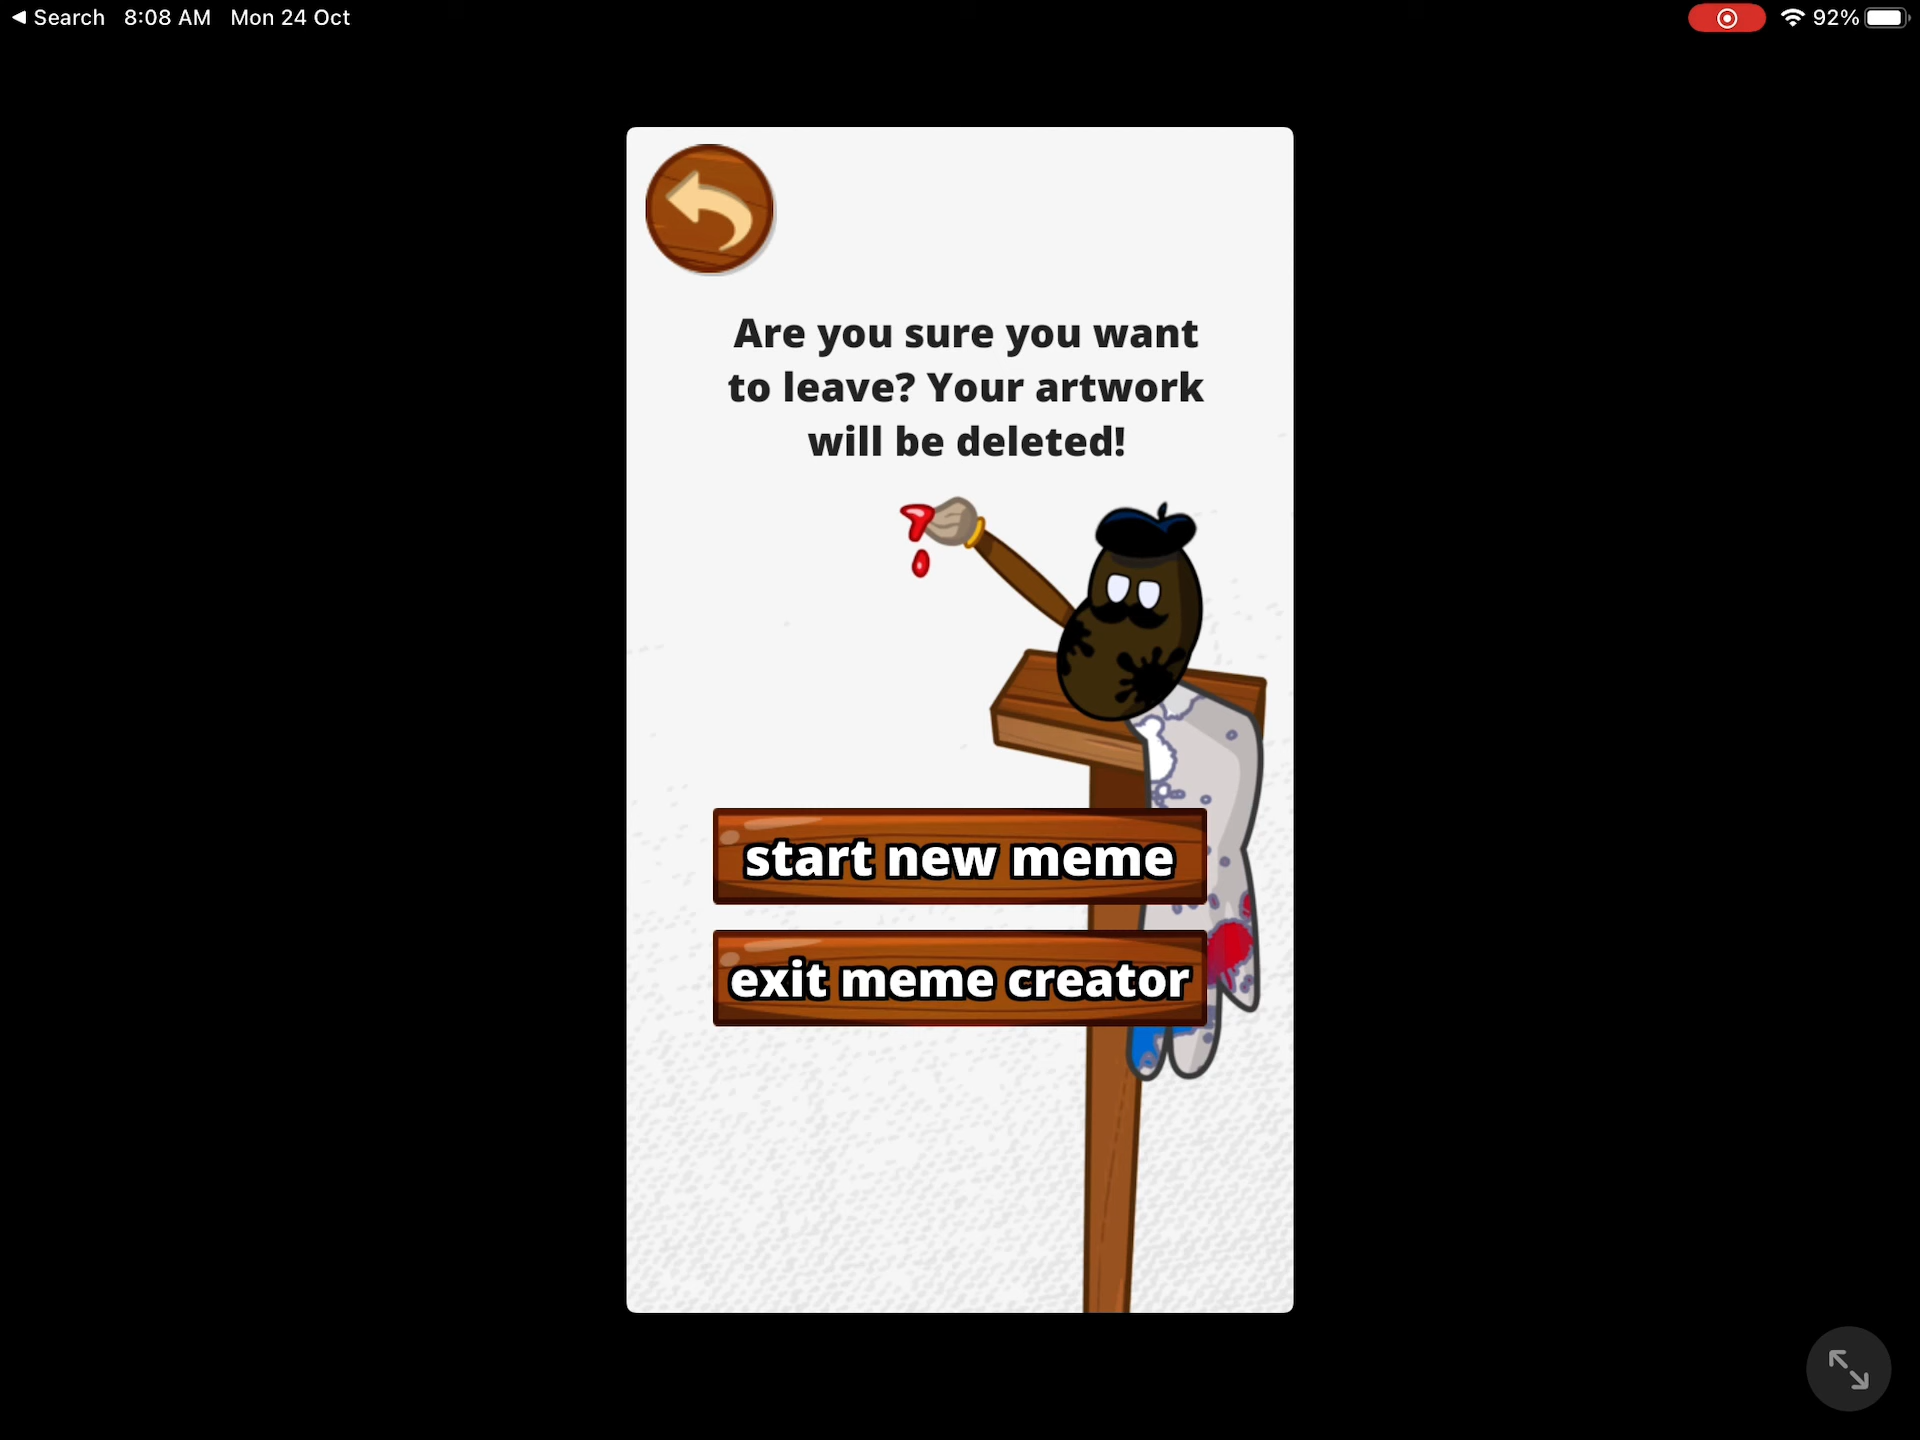 Search 8:08 AM Mon 24 Oct 92%
Are you sure you want
to leave? Your artwork
will be deleted!
start new meme
exit meme creator